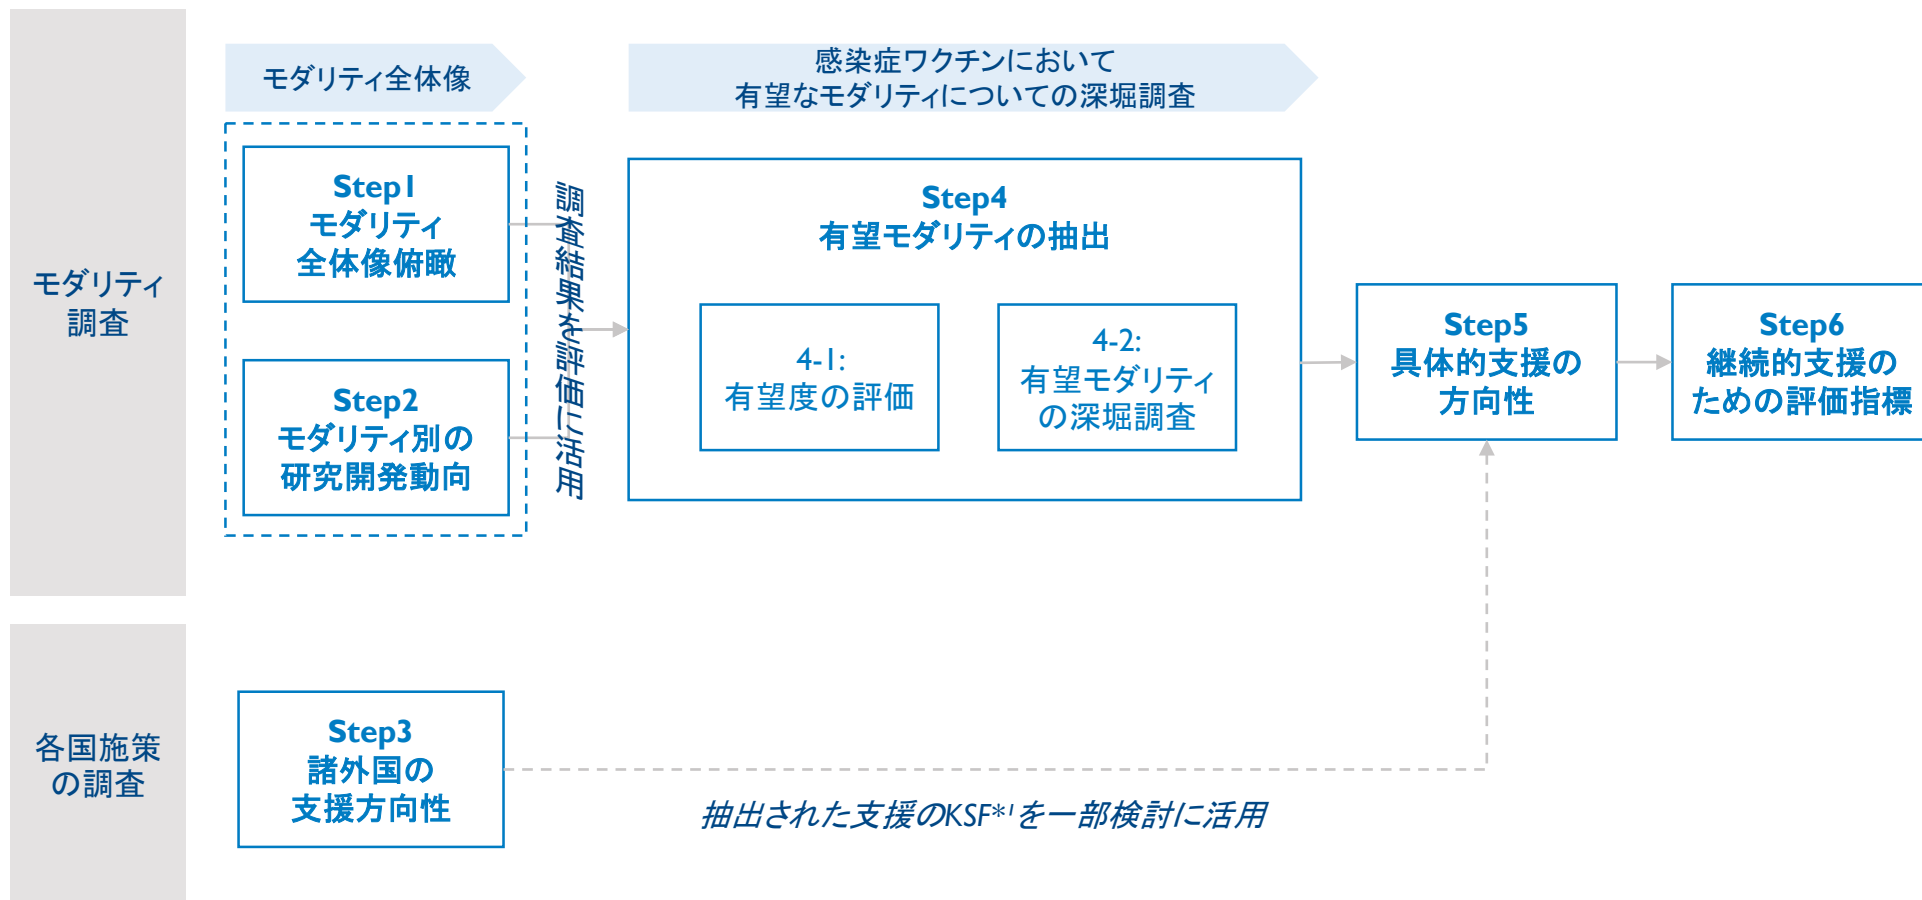 モダリティ全体像
感染症ワクチンにおいて
有望なモダリティについての深堀調査
モダリティ
調査
Step1
モダリティ
全体像俯瞰
Step2
モダリティ別の
研究開発動向
調査結果を評価に活用
Step4
有望モダリティの抽出
4-1:
有望度の評価
4-2:
有望モダリティ
の深堀調査
Step5
具体的支援の
方向性
Step6
継続的支援の
ための評価指標
各国施策
の調査
Step3
諸外国の
支援方向性
抽出された支援のKSF*1を一部検討に活用